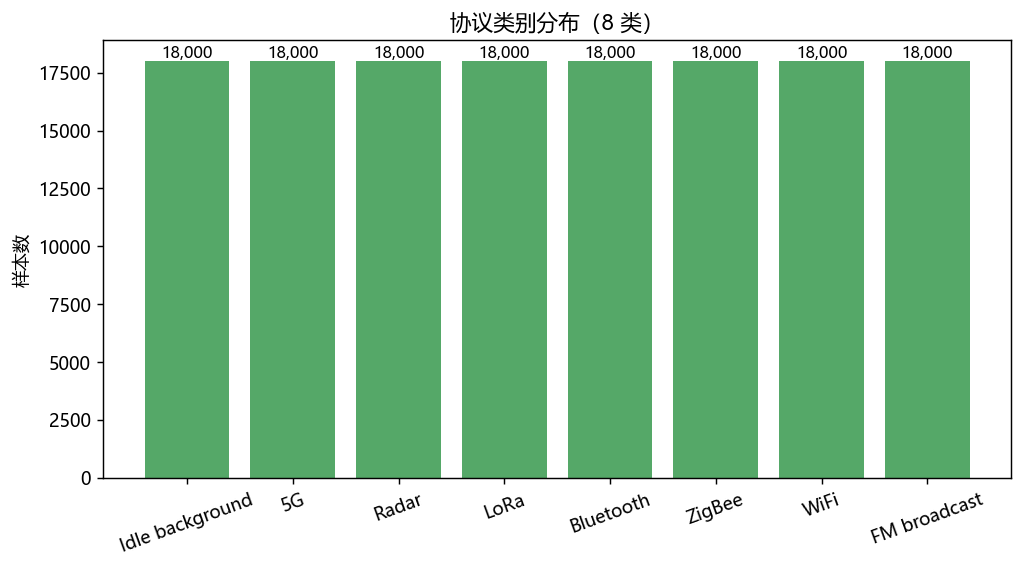 协议类别分布（8 类）
18,000 18,000 18,000 18,000 18,000 18,000 18,000 18,000
样本数
17500
15000
12500
10000
7500
5000
2500
0
Idle background 5G Radar LoRa Bluetooth ZigBee WiFi FM broadcast